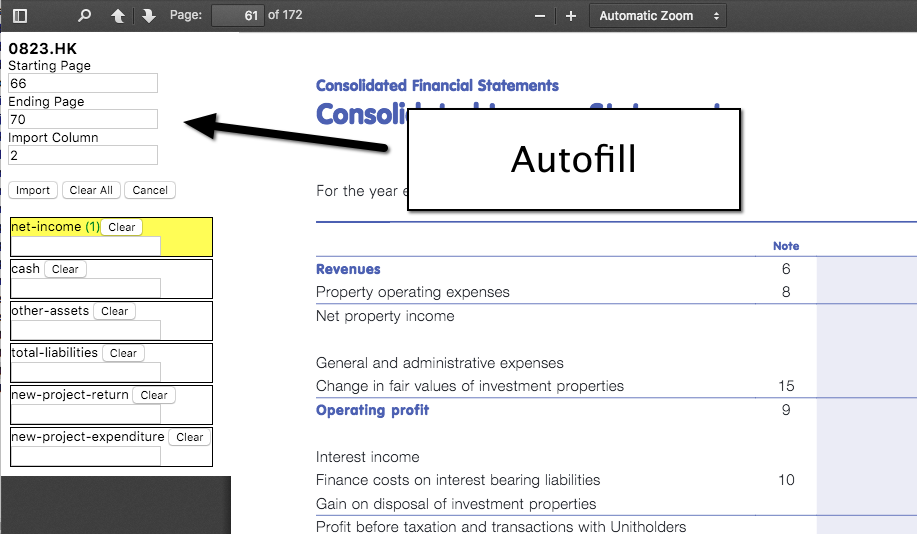 Page: 61 of 172 Automatic Zoom
0823.HK
Starting Page
66
Ending Page
70
Import Column
2
Import Clear All Cancel
net-income (1) Clear
cash Clear
other-assets Clear
total-liabilities Clear
new-project-return Clear
new-project-expenditure Clear
Consolidated Financial Statements
Autofill
For the year
Note
Revenues 6
Property operating expenses 8
Net property income
General and administrative expenses
Change in fair values of investment properties 15
Operating profit 9
Interest income
Finance costs on interest bearing liabilities 10
Gain on disposal of investment properties
Profit before taxation and transactions with Unitholders